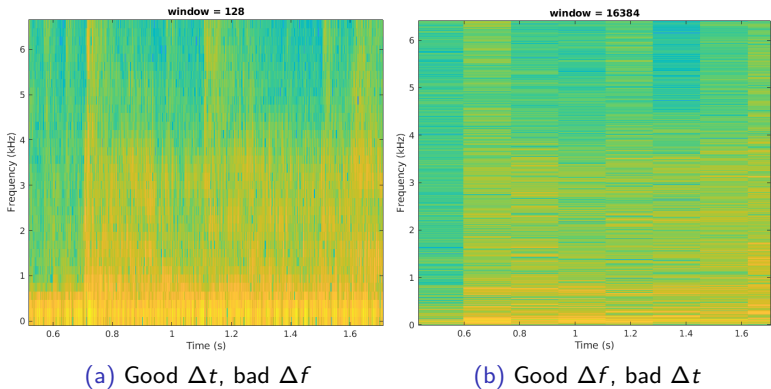 window = 128
6
5
4
3
2
1
0
Frequency (kHz)
0.6 0.8 1 1.2 1.4 1.6
Time (s)
(a) Good Δt, bad Δf
window = 16384
6
5
4
3
2
1
0
Frequency (kHz)
0.6 0.8 1 1.2 1.4 1.6
Time (s)
(b) Good Δf, bad Δt